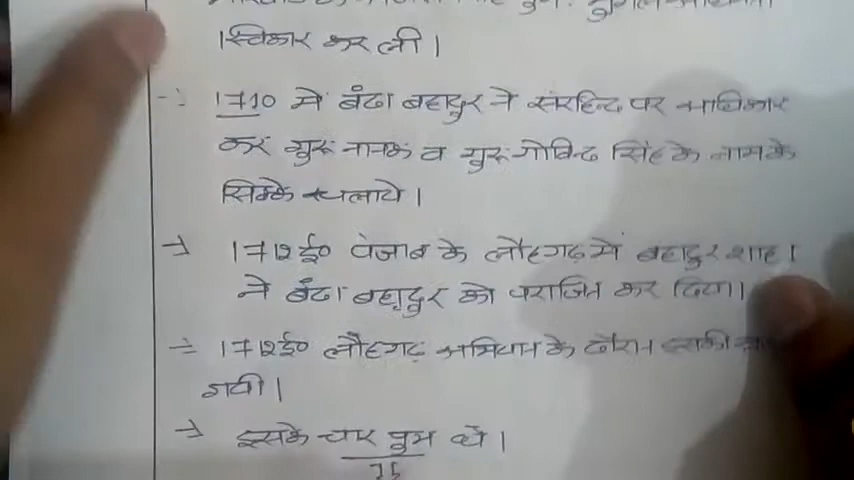 स्विकार कर ली।
1710 में बंदा बहादुर ने सरहिन्द पर अधिकार
कर गुरु नानक व गुरु गोविन्द सिंह के नाम के
सिक्के चलाये।
→ 1712 ई० पंजाब के लौहगढ़ में बहादुर शाह I
ने बंदा बहादुर को पराजित कर दिया।
→ 1712 ई० लौहगढ़ अभियान के दौरान इसकी
गयी।
→ इसके चार पुत्र थे।